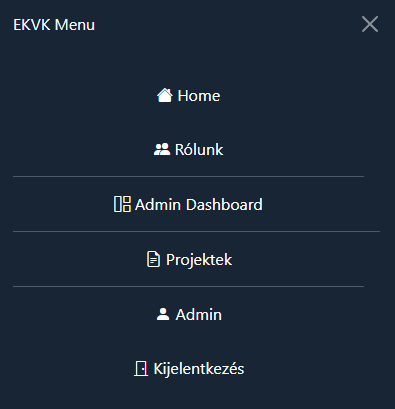 EKVK Menu
Home
Rólunk
Admin Dashboard
Projektek
Admin
Kijelentkezés